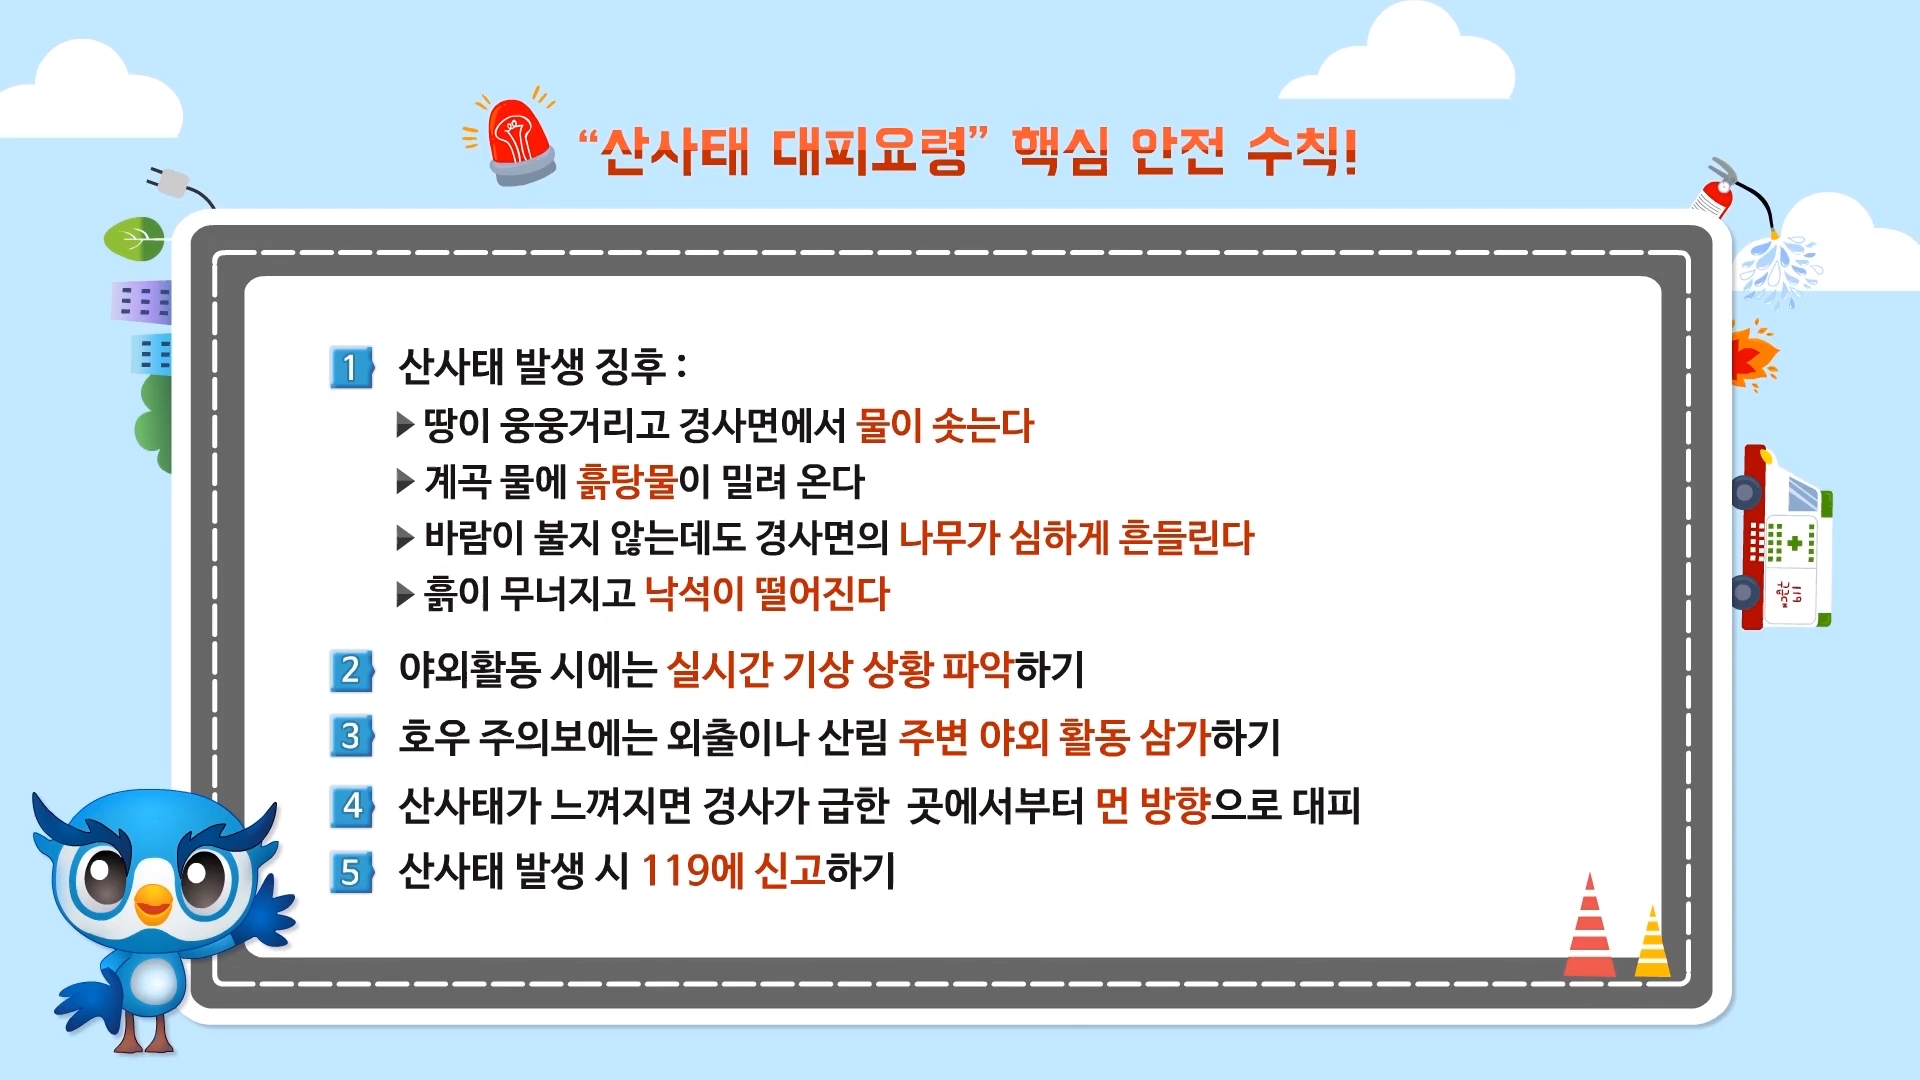 “산사태 대피요령” 핵심 안전 수칙!
1 산사태 발생 징후 :
▶ 땅이 웅웅거리고 경사면에서 물이 솟는다
▶ 계곡 물에 흙탕물이 밀려 온다
▶ 바람이 불지 않는데도 경사면의 나무가 심하게 흔들린다
▶ 흙이 무너지고 낙석이 떨어진다
2 야외활동 시에는 실시간 기상 상황 파악하기
3 호우 주의보에는 외출이나 산림 주변 야외 활동 삼가하기
4 산사태가 느껴지면 경사가 급한 곳에서부터 먼 방향으로 대피
5 산사태 발생 시 119에 신고하기
119
구급